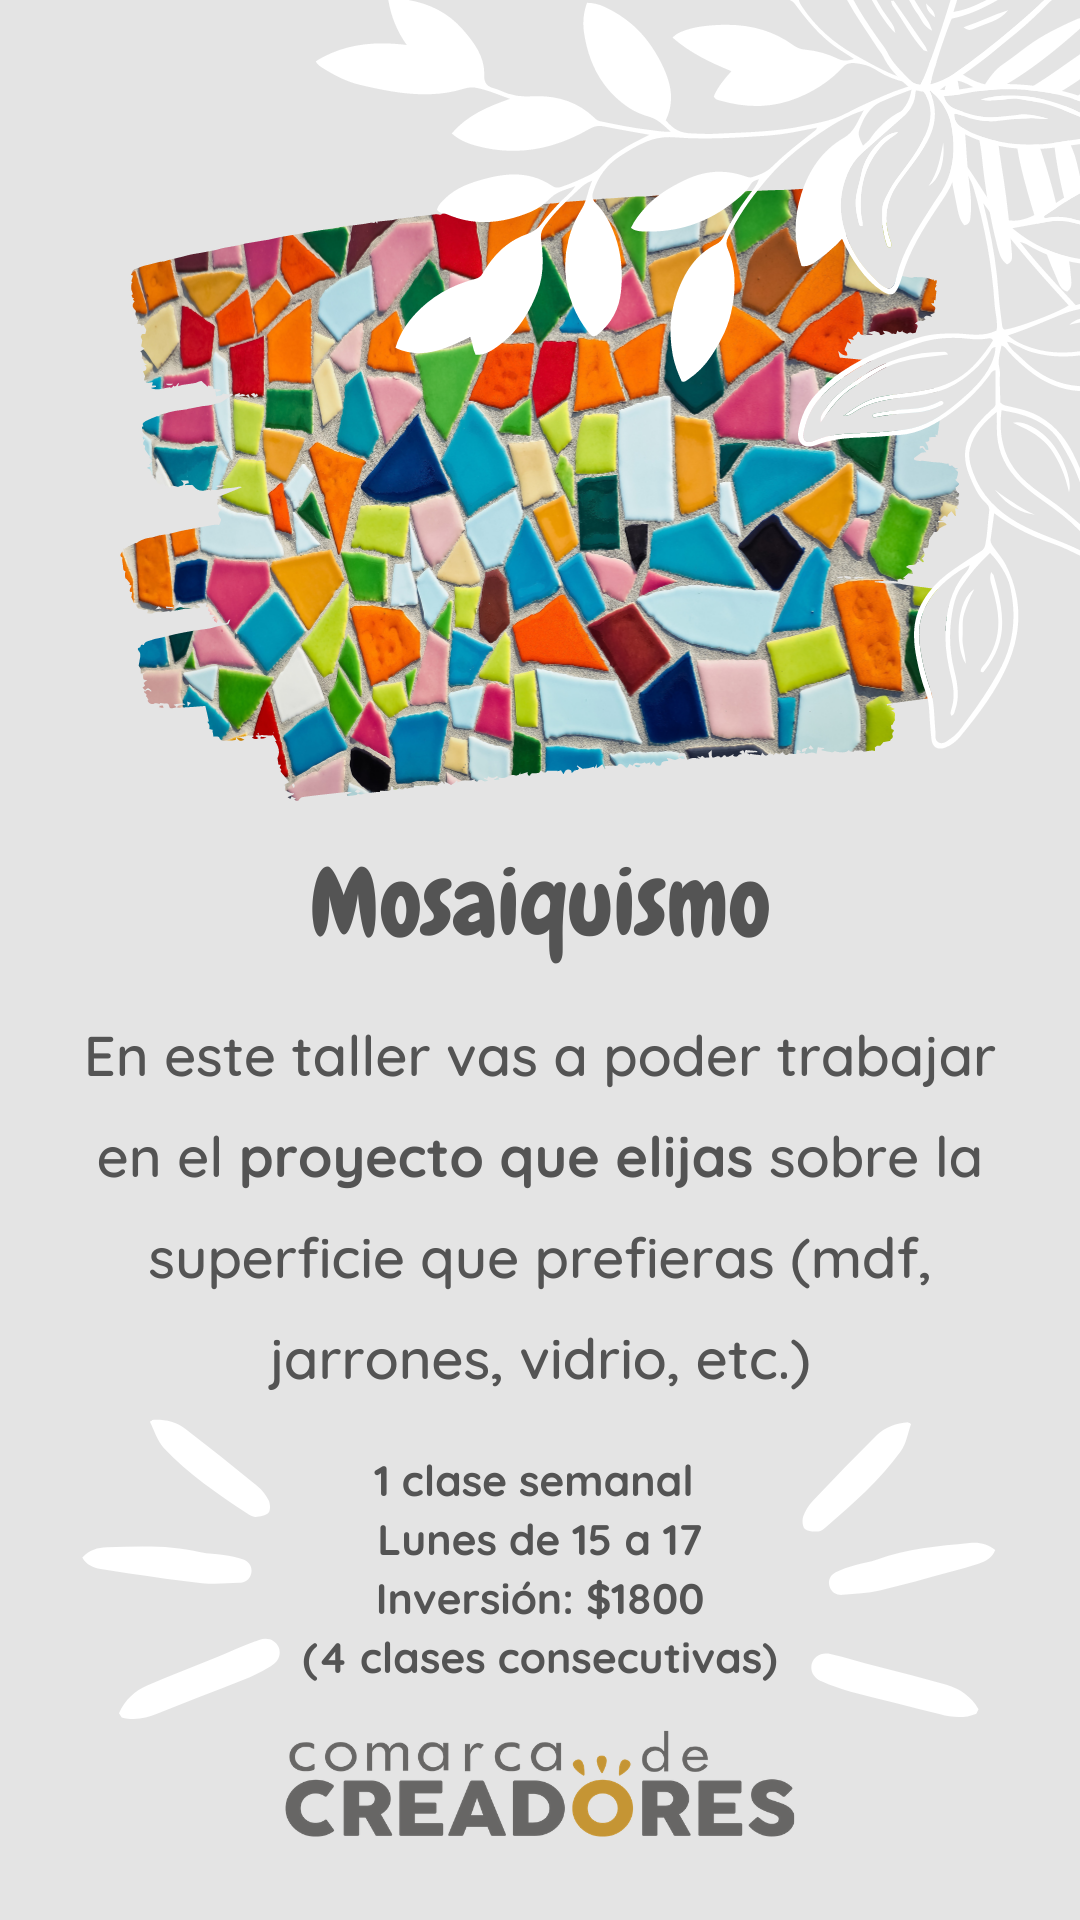 Mosaiquismo
En este taller vas a poder trabajar
en el proyecto que elijas sobre la
superficie que prefieras (mdf,
jarrones, vidrio, etc.)
1 clase semanal
Lunes de 15 a 17
Inversión: $1800
(4 clases consecutivas)
comarca de
CREADORES